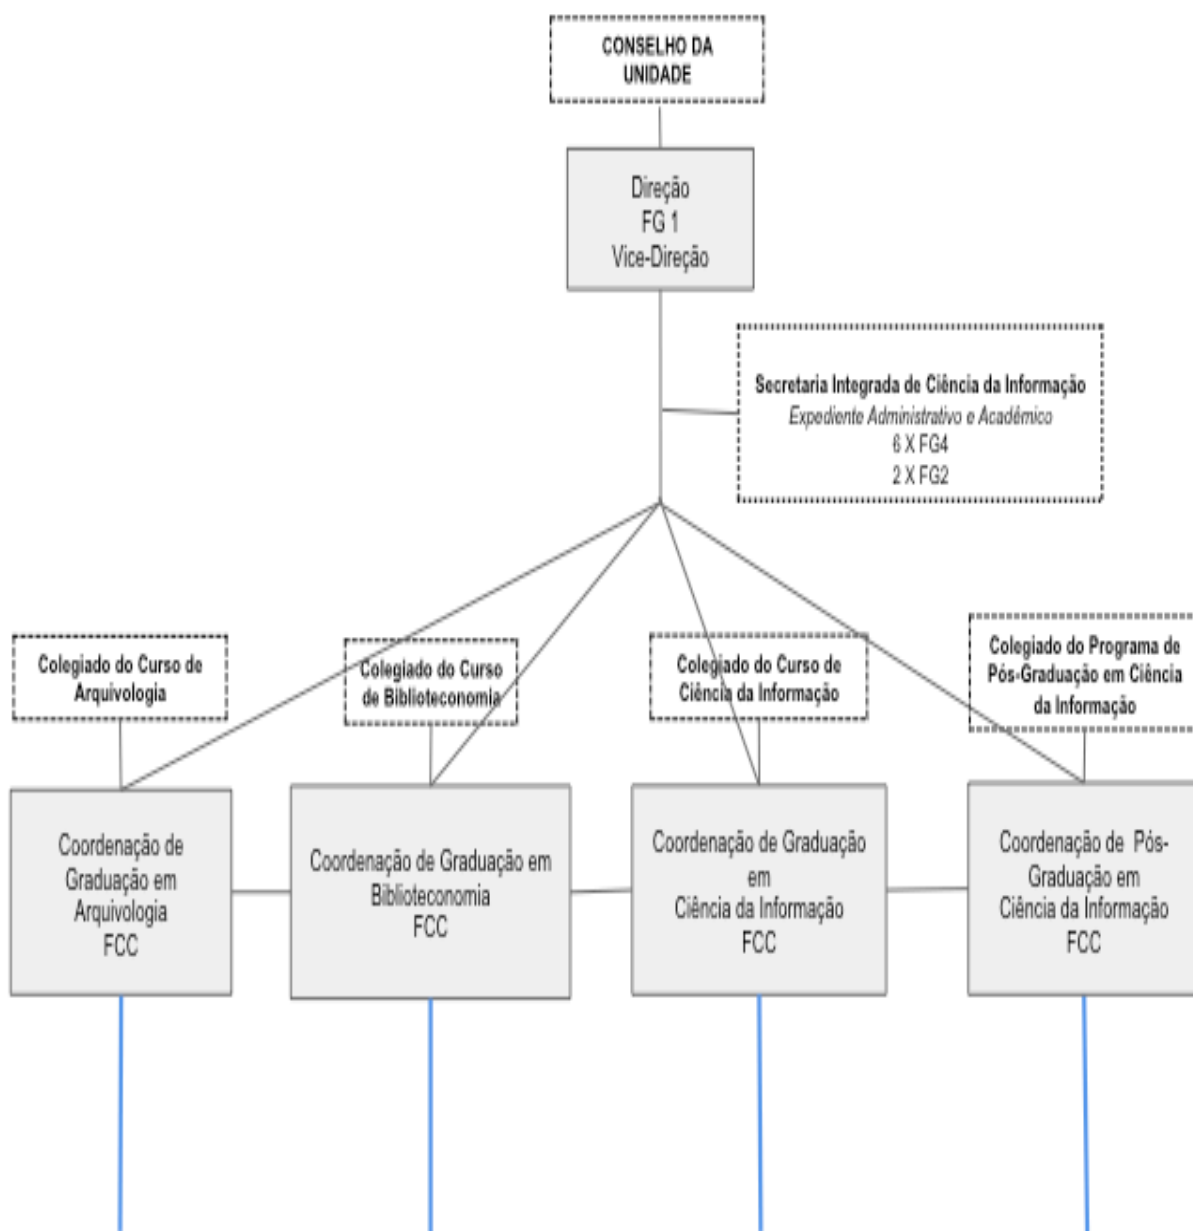 CONSELHO DA
UNIDADE
Direção
FG 1
Vice-Direção
Secretaria Integrada de Ciência da Informação
Expediente Administrativo e Acadêmico
6 X FG4
2 X FG2
Colegiado do Curso de
Arquivologia
Colegiado do Curso
de Biblioteconomia
Colegiado do Curso de
Ciência da Informação
Colegiado do Programa de
Pós-Graduação em Ciência
da Informação
Coordenação de
Graduação em
Arquivologia
FCC
Coordenação de Graduação em
Biblioteconomia
FCC
Coordenação de Graduação
em
Ciência da Informação
FCC
Coordenação de Pós-
Graduação em
Ciência da Informação
FCC